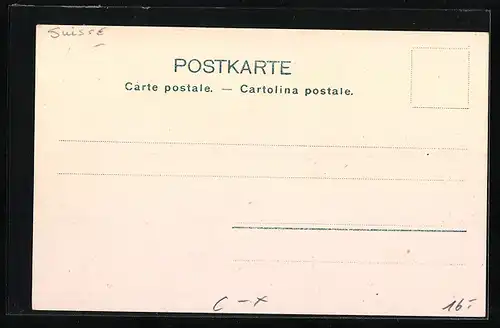 Suisse
POSTKARTE
Carte postale. — Cartolina postale.
C – x
16.-